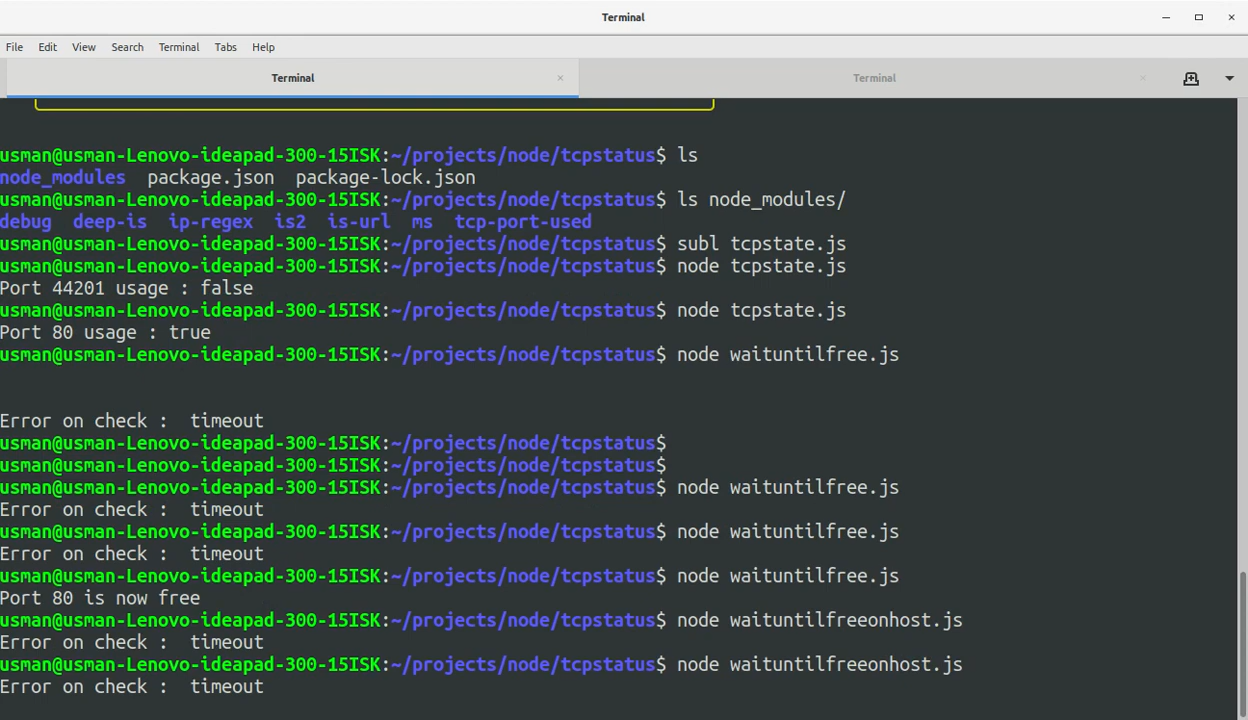 Terminal
File Edit View Search Terminal Tabs Help
Terminal Terminal
usman@usman-Lenovo-ideapad-300-15ISK:~/projects/node/tcpstatus$ ls
node_modules package.json package-lock.json
usman@usman-Lenovo-ideapad-300-15ISK:~/projects/node/tcpstatus$ ls node_modules/
debug deep-is ip-regex is2 is-url ms tcp-port-used
usman@usman-Lenovo-ideapad-300-15ISK:~/projects/node/tcpstatus$ subl tcpstate.js
usman@usman-Lenovo-ideapad-300-15ISK:~/projects/node/tcpstatus$ node tcpstate.js
Port 44201 usage : false
usman@usman-Lenovo-ideapad-300-15ISK:~/projects/node/tcpstatus$ node tcpstate.js
Port 80 usage : true
usman@usman-Lenovo-ideapad-300-15ISK:~/projects/node/tcpstatus$ node waituntilfree.js
Error on check :  timeout
usman@usman-Lenovo-ideapad-300-15ISK:~/projects/node/tcpstatus$
usman@usman-Lenovo-ideapad-300-15ISK:~/projects/node/tcpstatus$
usman@usman-Lenovo-ideapad-300-15ISK:~/projects/node/tcpstatus$ node waituntilfree.js
Error on check :  timeout
usman@usman-Lenovo-ideapad-300-15ISK:~/projects/node/tcpstatus$ node waituntilfree.js
Error on check :  timeout
usman@usman-Lenovo-ideapad-300-15ISK:~/projects/node/tcpstatus$ node waituntilfree.js
Port 80 is now free
usman@usman-Lenovo-ideapad-300-15ISK:~/projects/node/tcpstatus$ node waituntilfreeonhost.js
Error on check :  timeout
usman@usman-Lenovo-ideapad-300-15ISK:~/projects/node/tcpstatus$ node waituntilfreeonhost.js
Error on check :  timeout